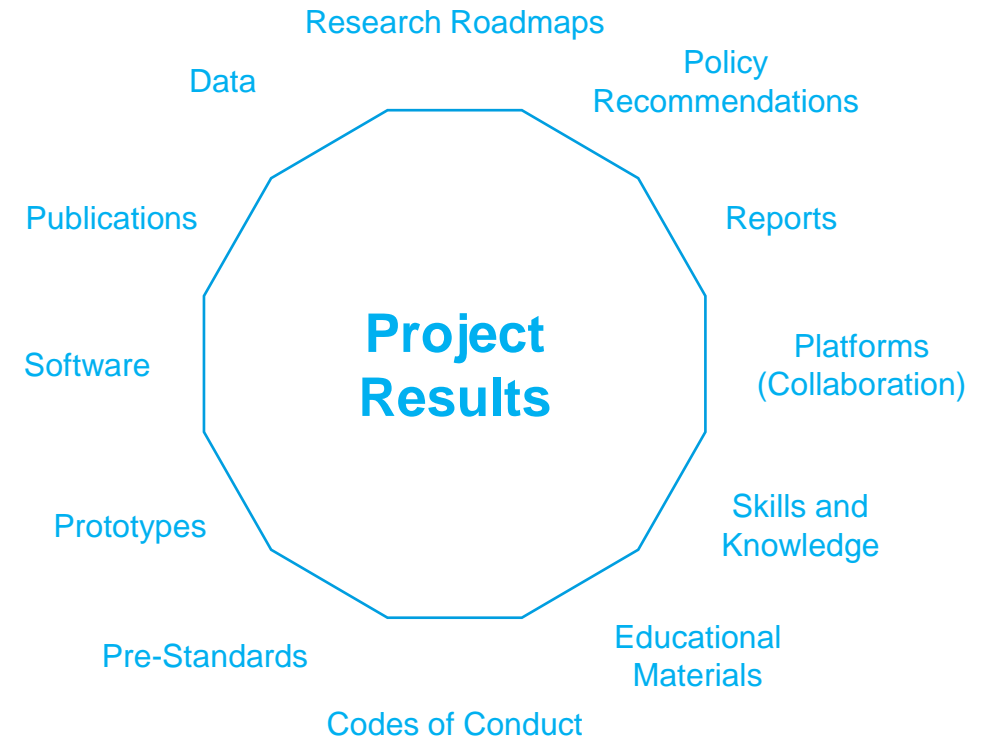 Research Roadmaps
Policy
Recommendations
Data
Publications
Reports
Project
Results
Software
Platforms
(Collaboration)
Prototypes
Skills and
Knowledge
Pre-Standards
Educational
Materials
Codes of Conduct